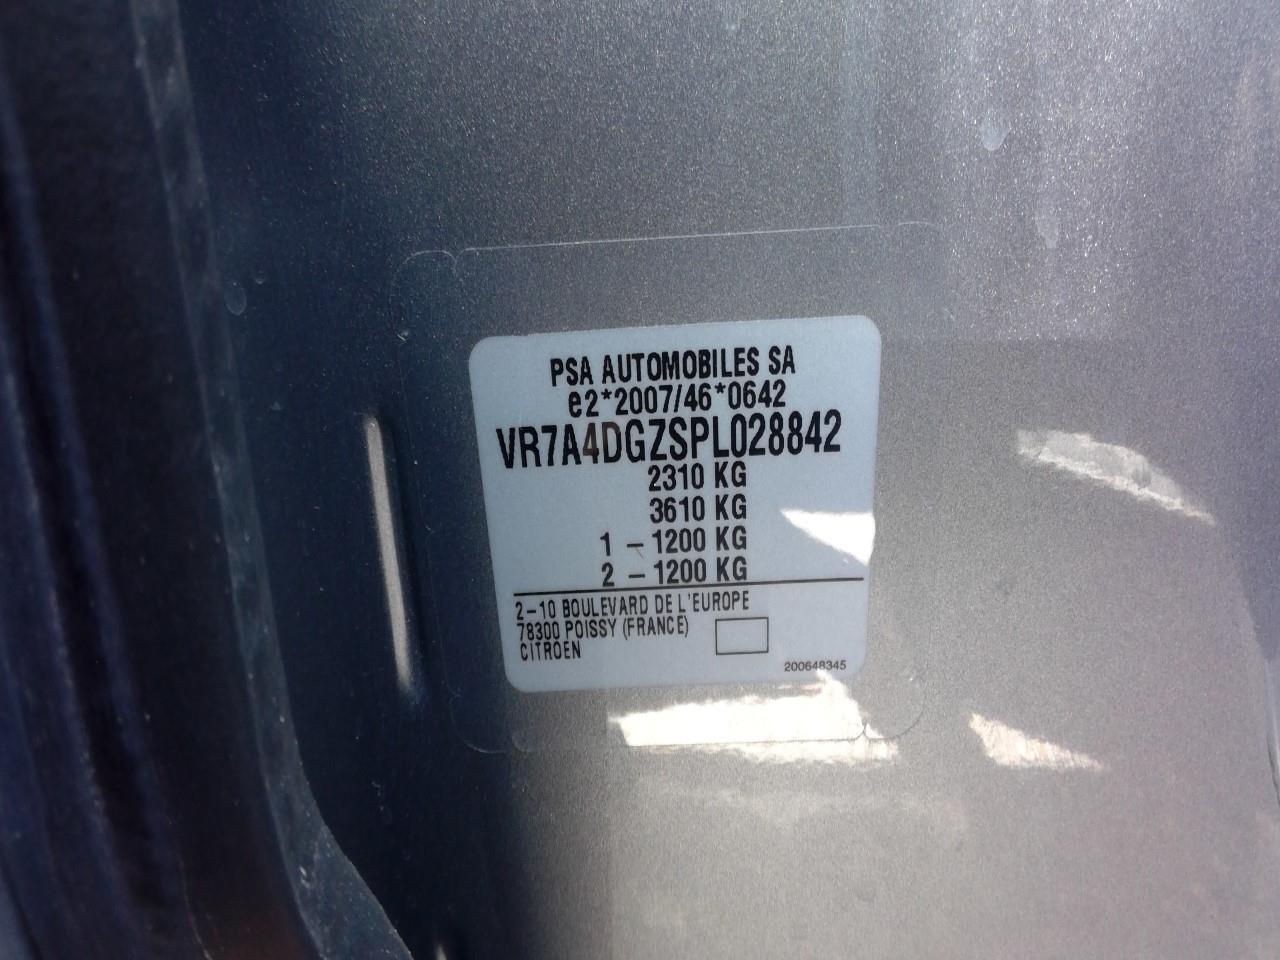 PSA AUTOMOBILES SA
e2*2007/46*0642
VR7A4DGZSPL028842
2310 KG
3610 KG
1 – 1200 KG
2 – 1200 KG
2–10 BOULEVARD DE L'EUROPE
78300 POISSY (FRANCE)
CITROEN
200648345